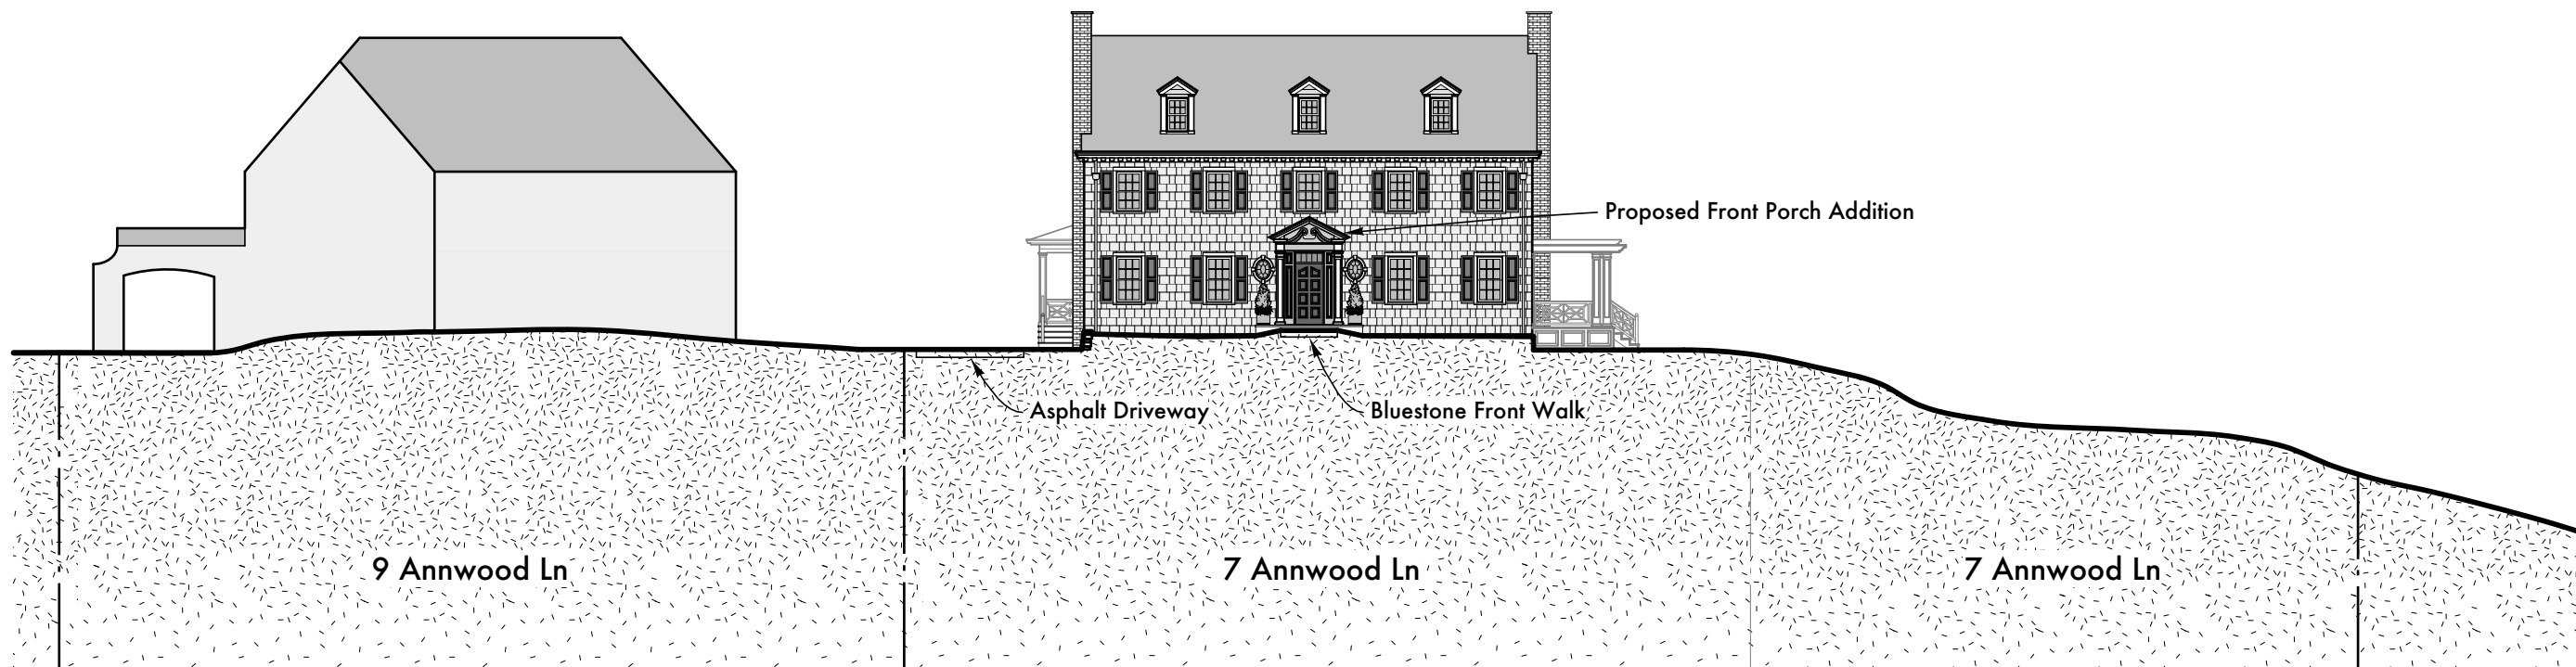 Proposed Front Porch Addition
Asphalt Driveway
Bluestone Front Walk
9 Annwood Ln
7 Annwood Ln
7 Annwood Ln